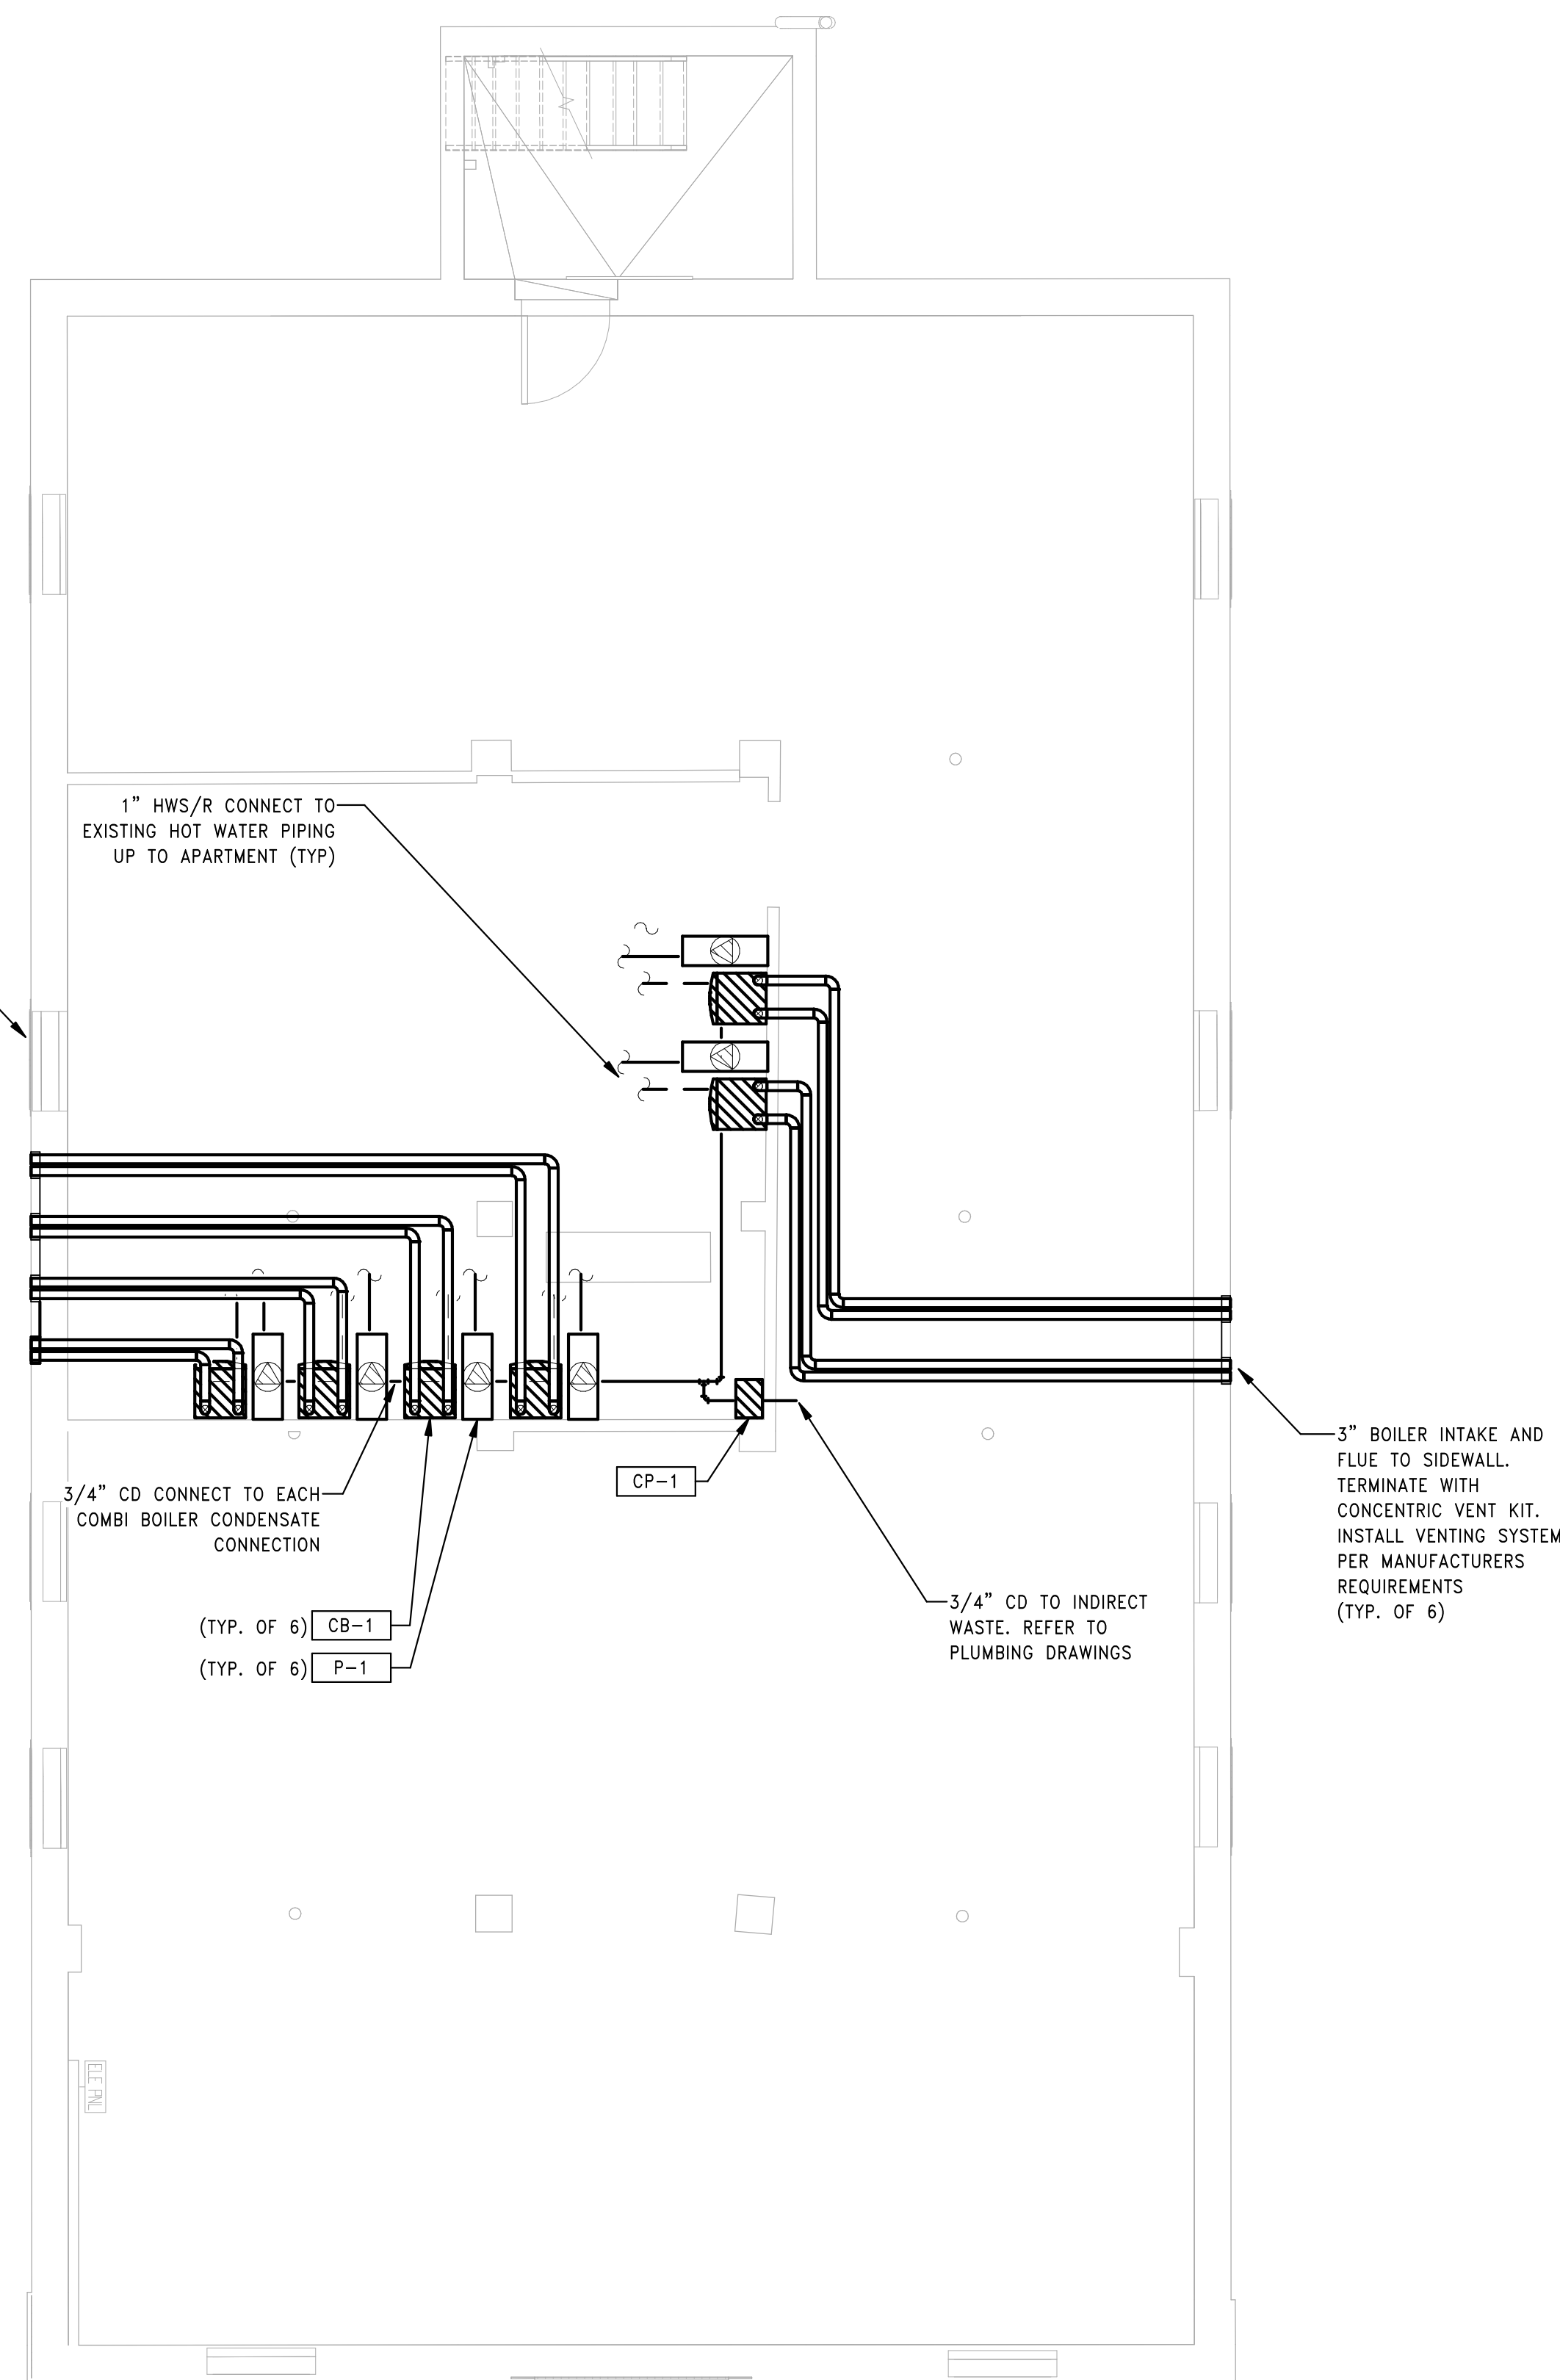 1” HWS/R CONNECT TO
EXISTING HOT WATER PIPING
UP TO APARTMENT (TYP)
3/4” CD CONNECT TO EACH
COMBI BOILER CONDENSATE
CONNECTION
CP-1
3” BOILER INTAKE AND
FLUE TO SIDEWALL.
TERMINATE WITH
CONCENTRIC VENT KIT.
INSTALL VENTING SYSTEM
PER MANUFACTURERS
REQUIREMENTS
(TYP. OF 6)
3/4” CD TO INDIRECT
WASTE. REFER TO
PLUMBING DRAWINGS
(TYP. OF 6) CB-1
(TYP. OF 6) P-1
ELE PNL